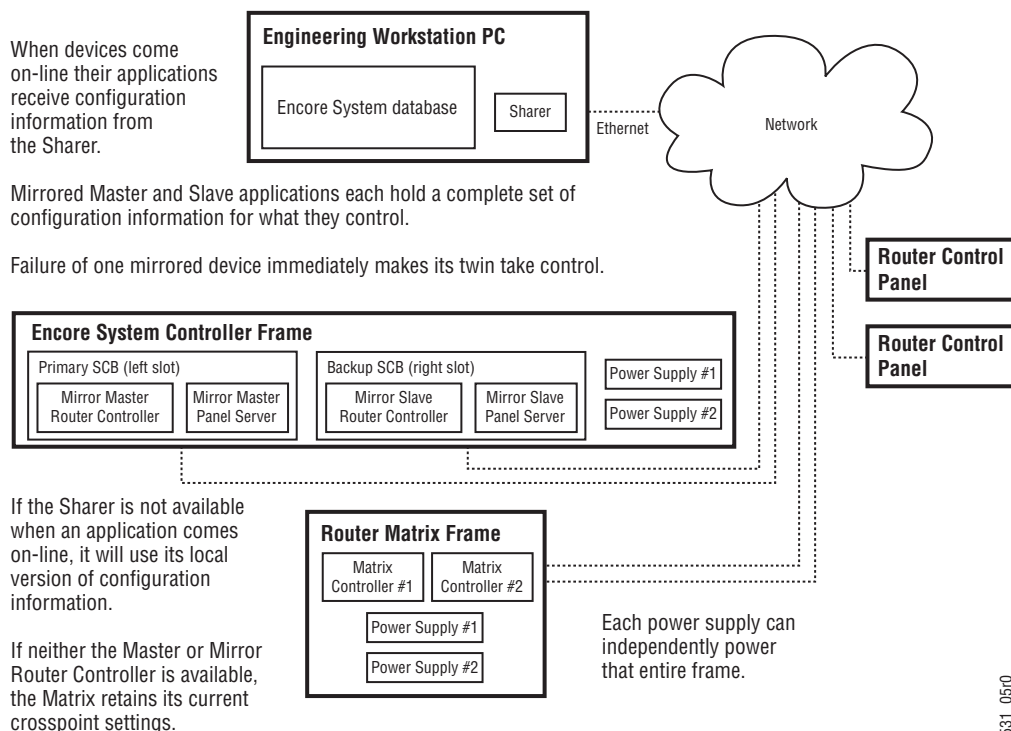 When devices come
on-line their applications
receive configuration
information from
the Sharer.
Engineering Workstation PC
Encore System database
Sharer
Ethernet
Network
Mirrored Master and Slave applications each hold a complete set of
configuration information for what they control.
Failure of one mirrored device immediately makes its twin take control.
Router Control
Panel
Router Control
Panel
Encore System Controller Frame
Primary SCB (left slot)
Mirror Master
Router Controller
Mirror Master
Panel Server
Backup SCB (right slot)
Mirror Slave
Router Controller
Mirror Slave
Panel Server
Power Supply #1
Power Supply #2
If the Sharer is not available
when an application comes
on-line, it will use its local
version of configuration
information.
If neither the Master or Mirror
Router Controller is available,
the Matrix retains its current
crosspoint settings.
Router Matrix Frame
Matrix
Controller #1
Matrix
Controller #2
Power Supply #1
Power Supply #2
Each power supply can
independently power
that entire frame.